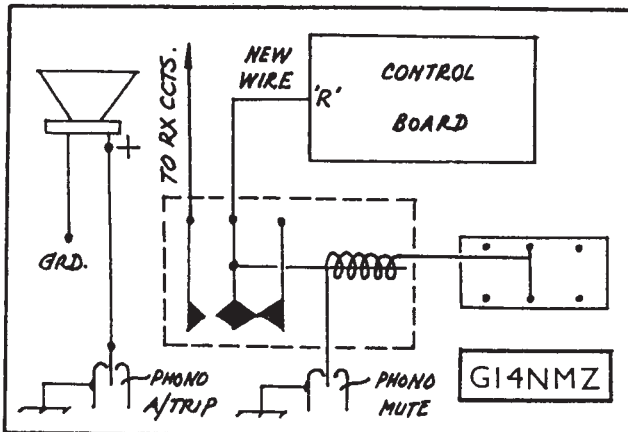 TO RX CCTS.
NEW
WIRE
'R'
CONTROL
BOARD
+
GRD.
PHONO
A/TRIP
PHONO
MUTE
GI4NMZ